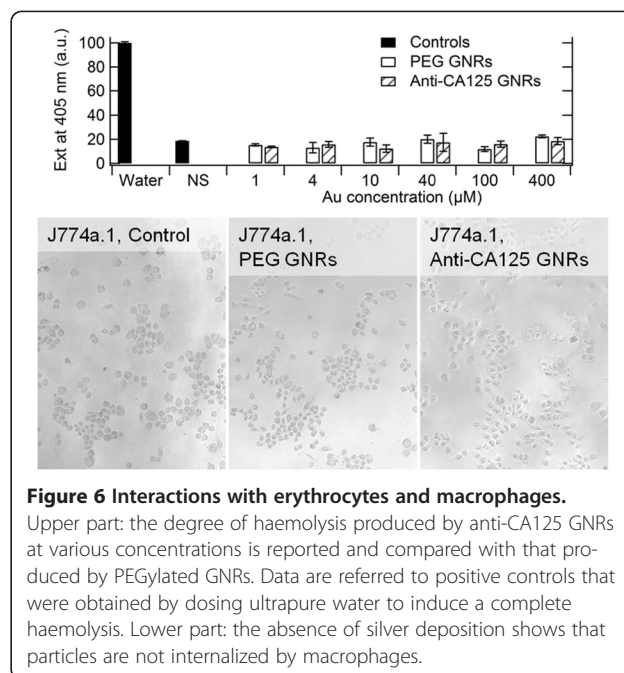 100
80
60
40
20
0
Ext at 405 nm (a.u.)
Controls
PEG GNRs
Anti-CA125 GNRs
Water NS 1 4 10 40 100 400
Au concentration (µM)
J774a.1, Control
J774a.1,
PEG GNRs
J774a.1,
Anti-CA125 GNRs
Figure 6 Interactions with erythrocytes and macrophages.
Upper part: the degree of haemolysis produced by anti-CA125 GNRs
at various concentrations is reported and compared with that pro-
duced by PEGylated GNRs. Data are referred to positive controls that
were obtained by dosing ultrapure water to induce a complete
haemolysis. Lower part: the absence of silver deposition shows that
particles are not internalized by macrophages.